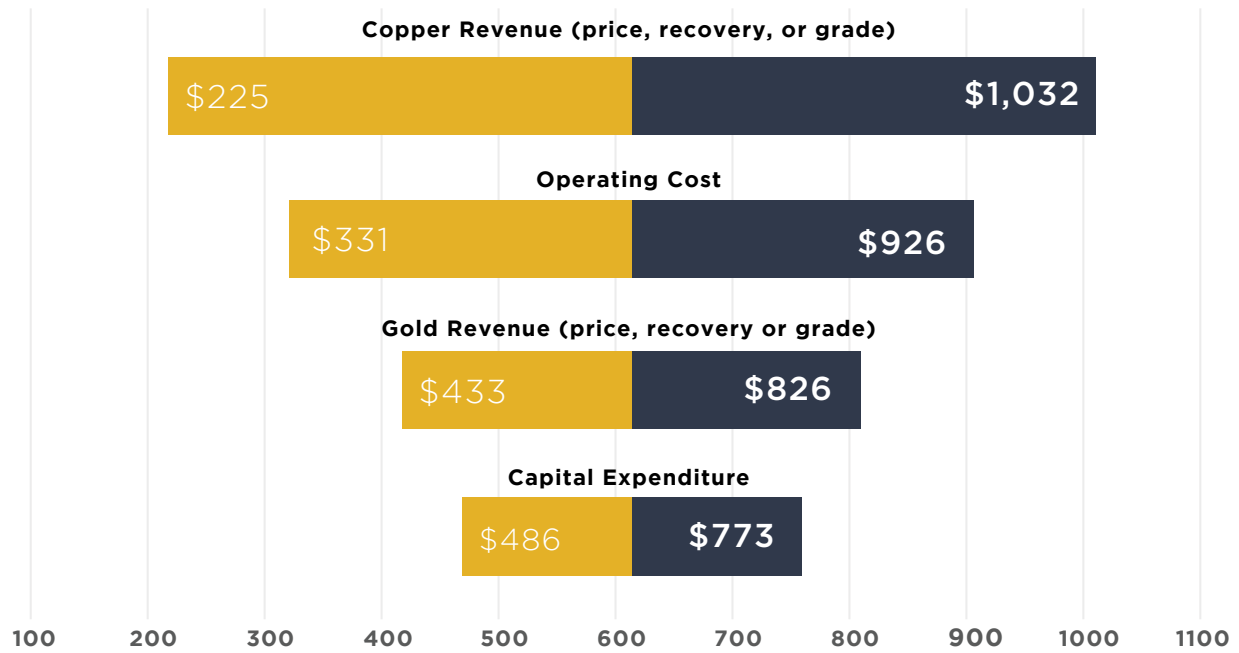 Copper Revenue (price, recovery, or grade)
$225 $1,032
Operating Cost
$331 $926
Gold Revenue (price, recovery or grade)
$433 $826
Capital Expenditure
$486 $773
100 200 300 400 500 600 700 800 900 1000 1100